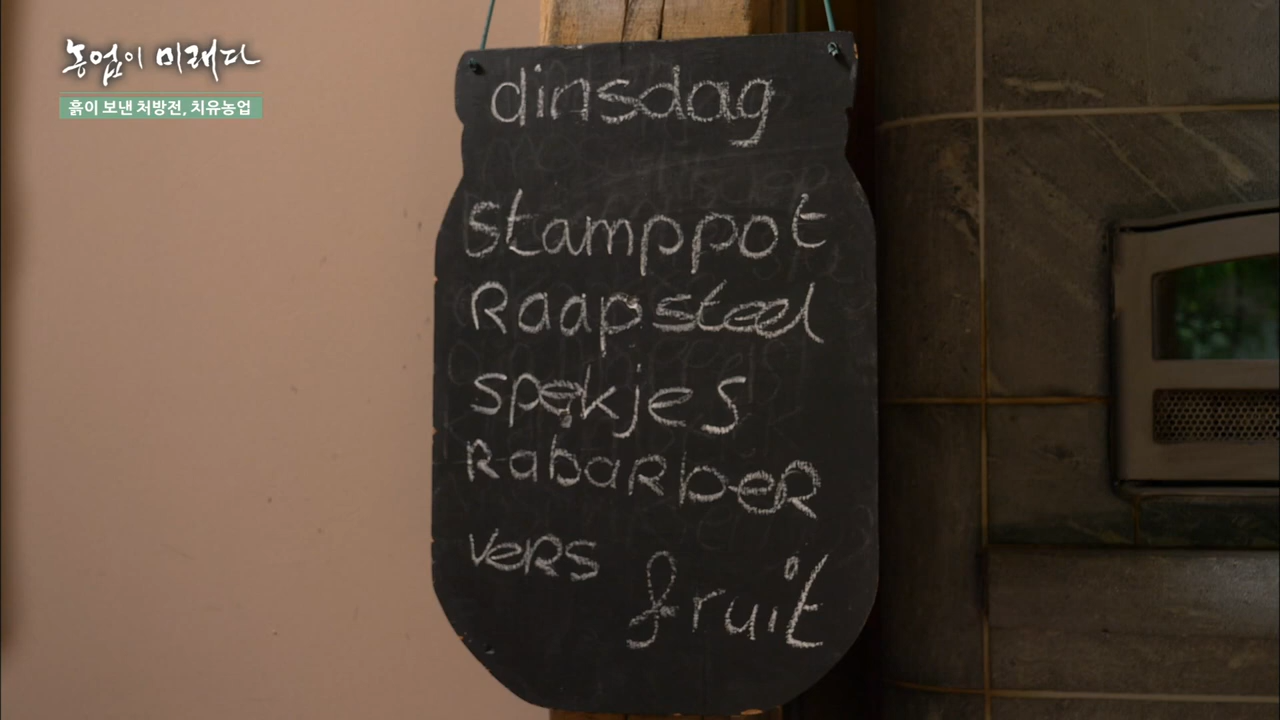 농업이 미래다
흙이 보낸 처방전, 치유농업
dinsdag
Stamppot
Raapsteel
spekjes
RabaRbeR
veRs
fruit